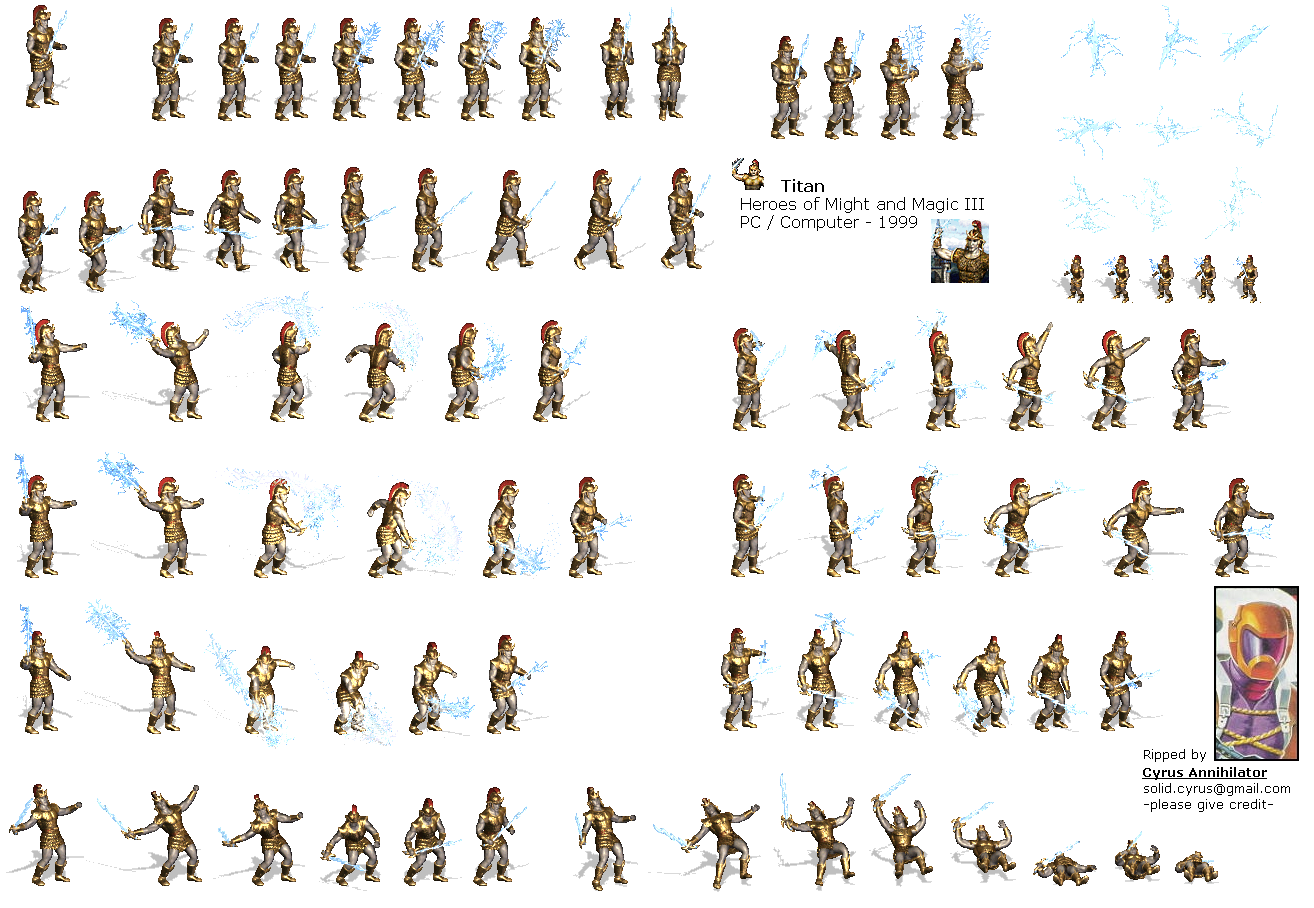 Titan
Heroes of Might and Magic III
PC / Computer - 1999
Ripped by
Cyrus Annihilator
solid.cyrus@gmail.com
-please give credit-